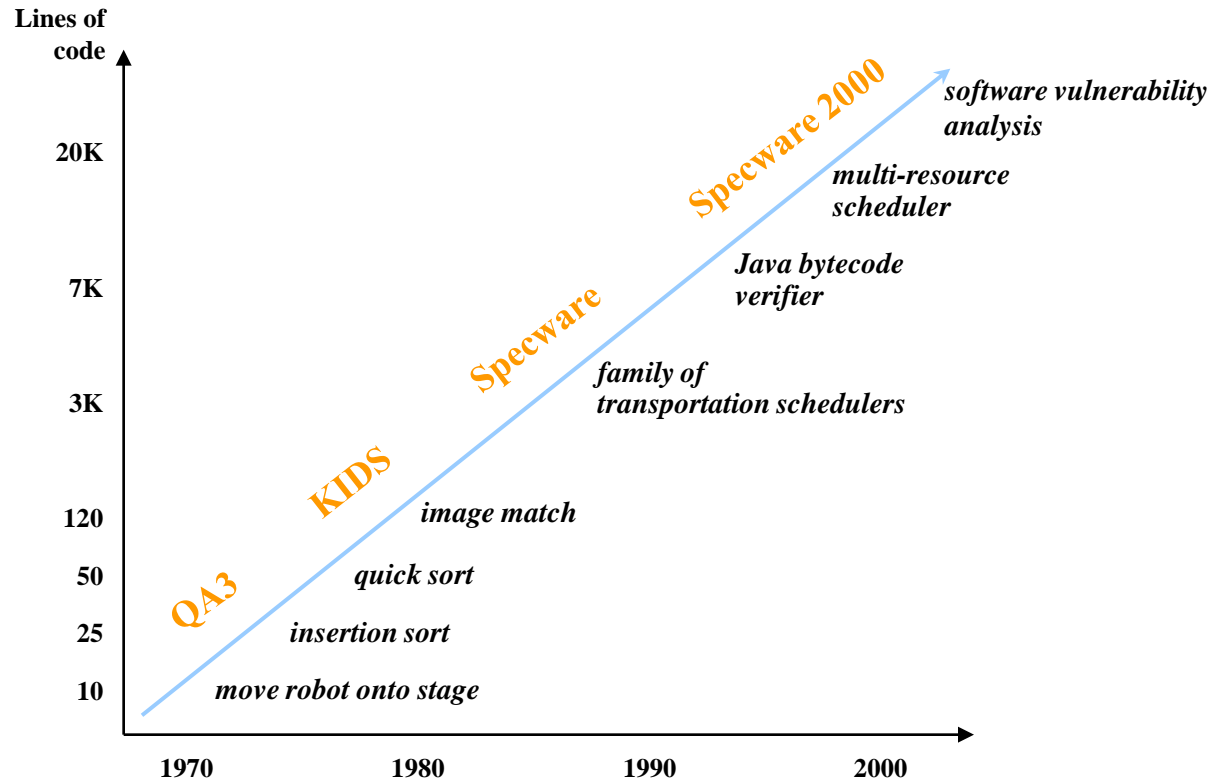 Lines of
code
20K
7K
3K
120
50
25
10
QA3
KIDS
Specware
Specware 2000
software vulnerability
analysis
multi-resource
scheduler
Java bytecode
verifier
family of
transportation schedulers
image match
quick sort
insertion sort
move robot onto stage
1970
1980
1990
2000